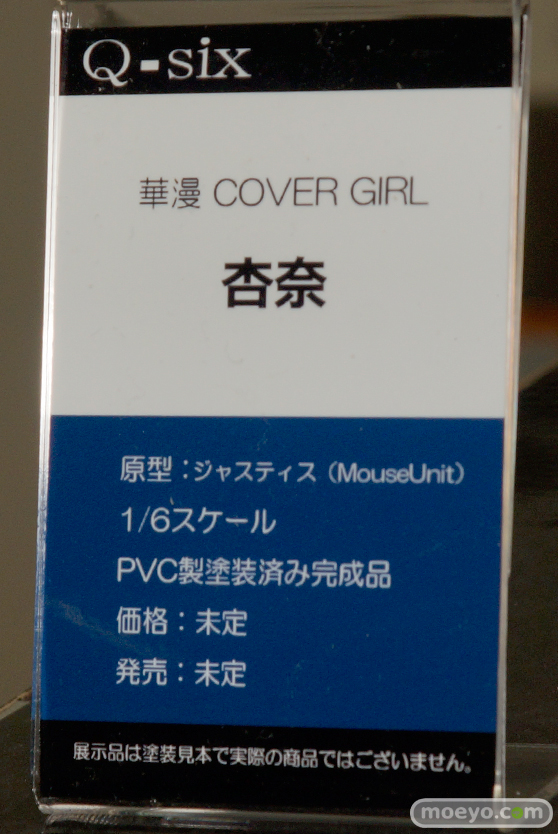 Q-six
華漫 COVER GIRL
杏奈
原型：ジャスティス（MouseUnit）
1/6スケール
PVC製塗装済み完成品
価格：未定
発売：未定
展示品は塗装見本で実際の商品ではございません。
moeyo.com